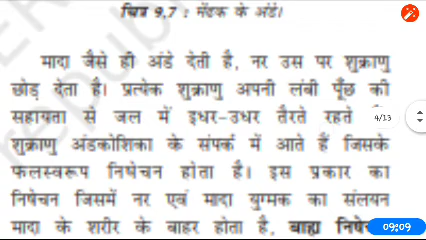 चित्र 9.7 : मेंढक के अंडे।
मादा जैसे ही अंडे देती है, नर उस पर शुक्राणु
छोड़ देता है। प्रत्येक शुक्राणु अपनी लंबी पूँछ की
सहायता से जल में इधर-उधर तैरते रहते
4/13
शुक्राणु अंडकोशिका के संपर्क में आते हैं जिसके
फलस्वरूप निषेचन होता है। इस प्रकार का
निषेचन जिसमें नर एवं मादा युग्मक का संलयन
मादा के शरीर के बाहर होता है, बाह्य
09:09